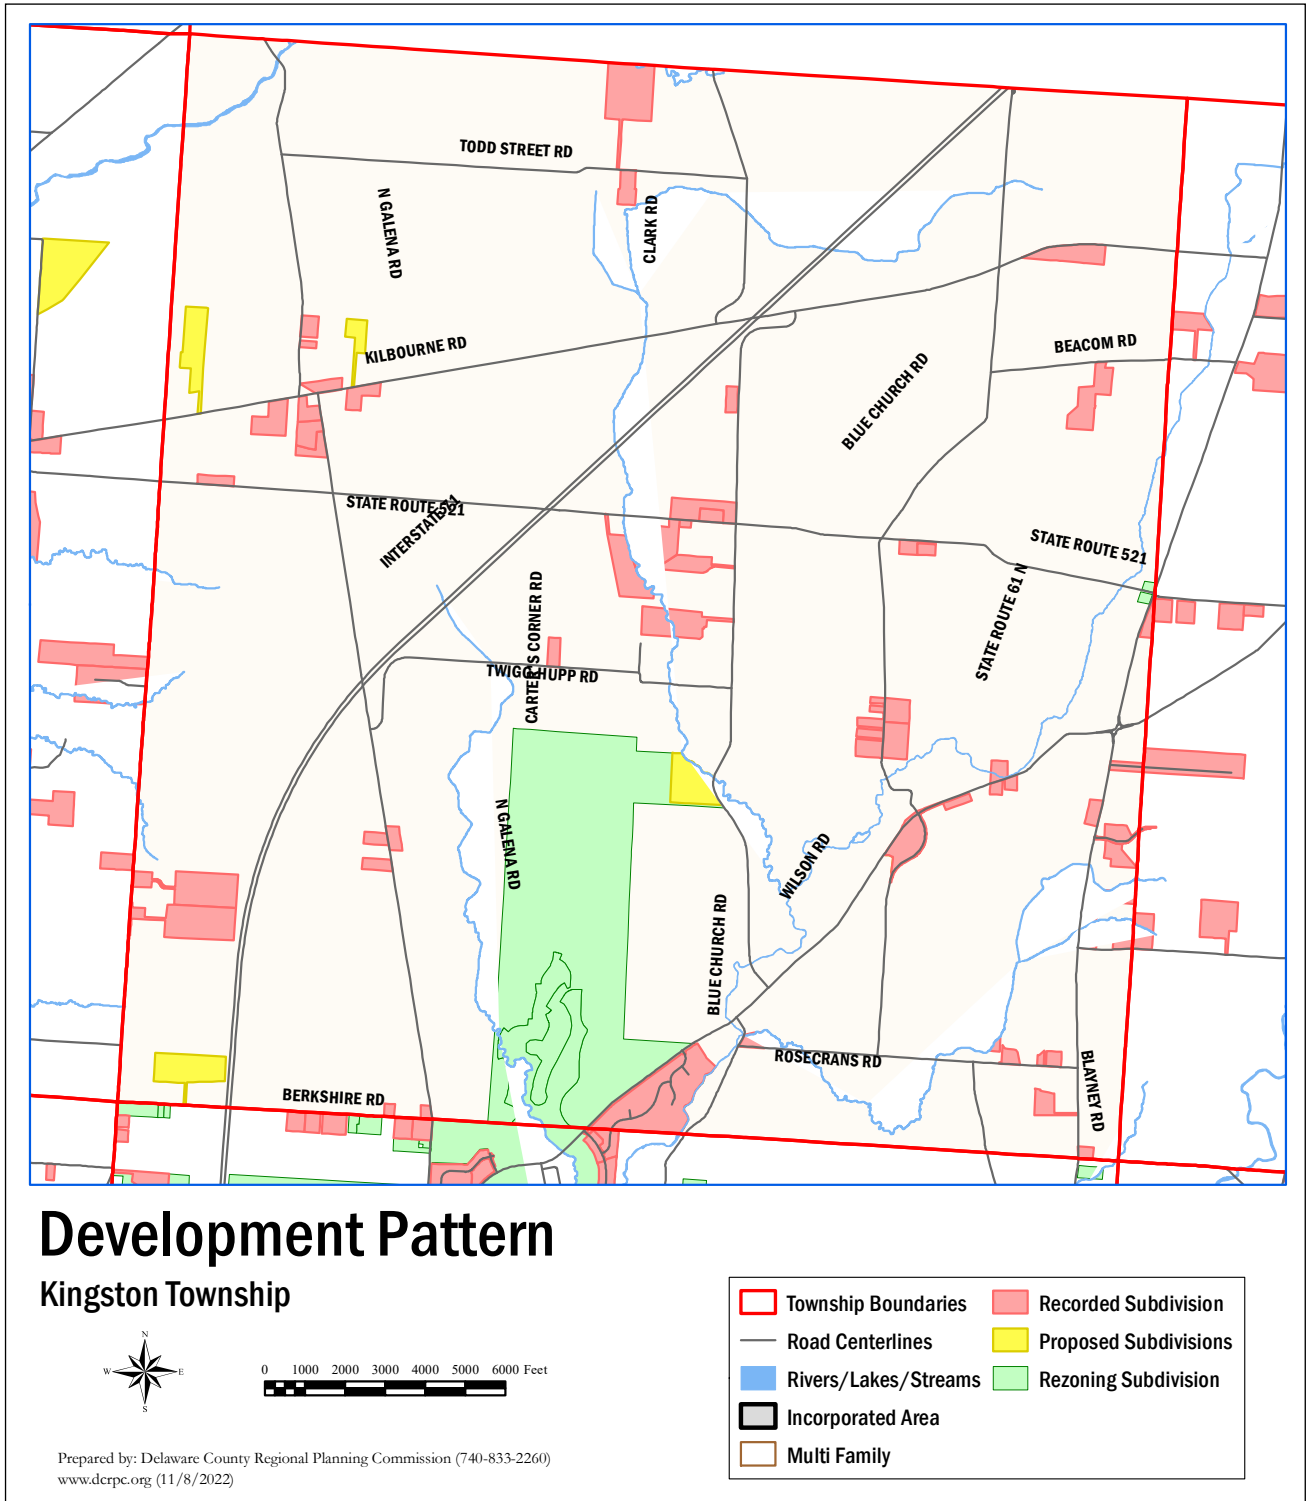 TODD STREET RD
N GALENA RD
CLARK RD
KILBOURNE RD
BEACOM RD
BLUE CHURCH RD
STATE ROUTE 521
INTERSTATE 71
STATE ROUTE 521
STATE ROUTE 61 N
CARTER'S CORNER RD
TWIGG HUPP RD
N GALENA RD
WILSON RD
BLUE CHURCH RD
ROSECRANS RD
BLAYNEY RD
BERKSHIRE RD
Development Pattern
Kingston Township
N
W E
S
0 1000 2000 3000 4000 5000 6000 Feet
Township Boundaries
Road Centerlines
Rivers/Lakes/Streams
Incorporated Area
Multi Family
Recorded Subdivision
Proposed Subdivisions
Rezoning Subdivision
Prepared by: Delaware County Regional Planning Commission (740-833-2260)
www.dcrpc.org (11/8/2022)